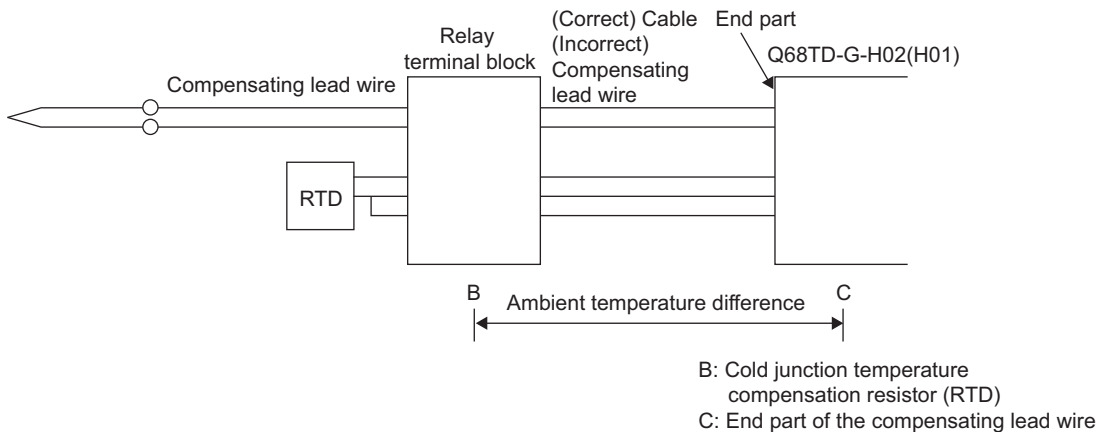 (Correct) Cable
(Incorrect)
Compensating
lead wire
End part
Relay
terminal block
Q68TD-G-H02(H01)
Compensating lead wire
RTD
B
Ambient temperature difference
C
B: Cold junction temperature
compensation resistor (RTD)
C: End part of the compensating lead wire